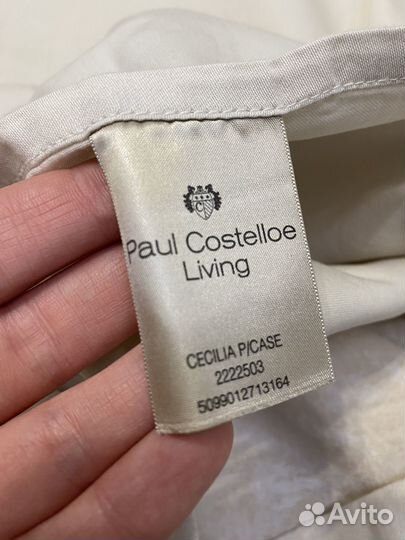 Paul Costelloe
Living
CECILIA P/CASE
2222503
5099012713164
Avito